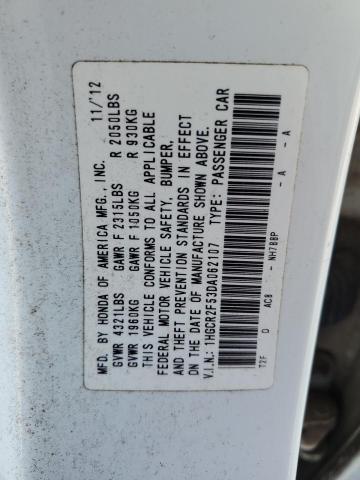 MFD. BY HONDA OF AMERICA MFG.,INC. 11/12
GVWR 4321LBS GAWR F 2315LBS R 2050LBS
GVWR 1960KG GAWR F 1050KG R 930KG
THIS VEHICLE CONFORMS TO ALL APPLICABLE
FEDERAL MOTOR VEHICLE SAFETY, BUMPER,
AND THEFT PREVENTION STANDARDS IN EFFECT
ON THE DATE OF MANUFACTURE SHOWN ABOVE.
V.I.N.: 1HGCR2F53DA062107 TYPE: PASSENGER CAR
T2F D AC8 - NH788P - A - A